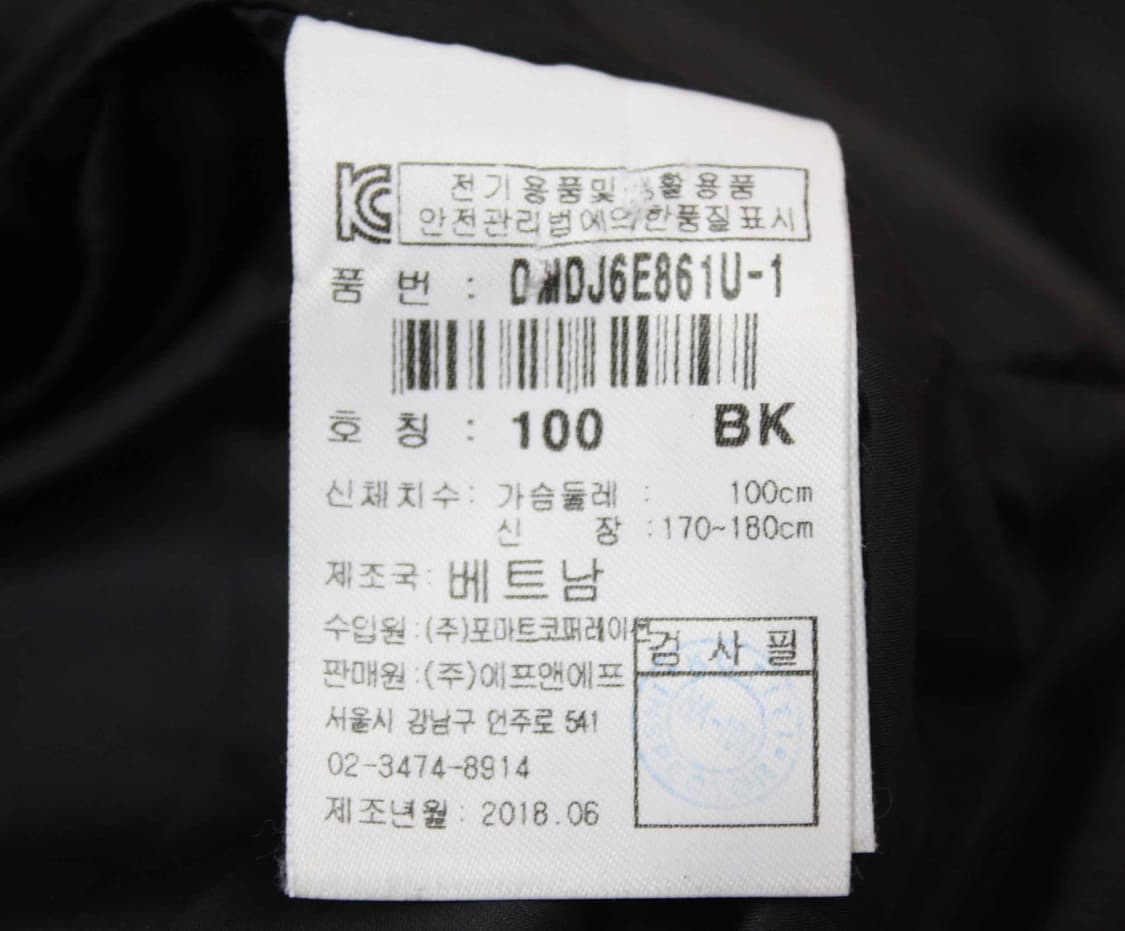 KC 전기용품및 생활용품
안전관리법에의한품질표시
품 번 : DMDJ6E861U-1
호 칭 : 100 BK
신체치수: 가슴둘레 : 100cm
신 장 :170~180cm
제조국: 베트남
수입원:(주)포마트코퍼레이션
판매원:(주)에프앤에프
서울시 강남구 언주로 541
02-3474-8914
제조년월: 2018.06
검 사 필
INSPECTOR